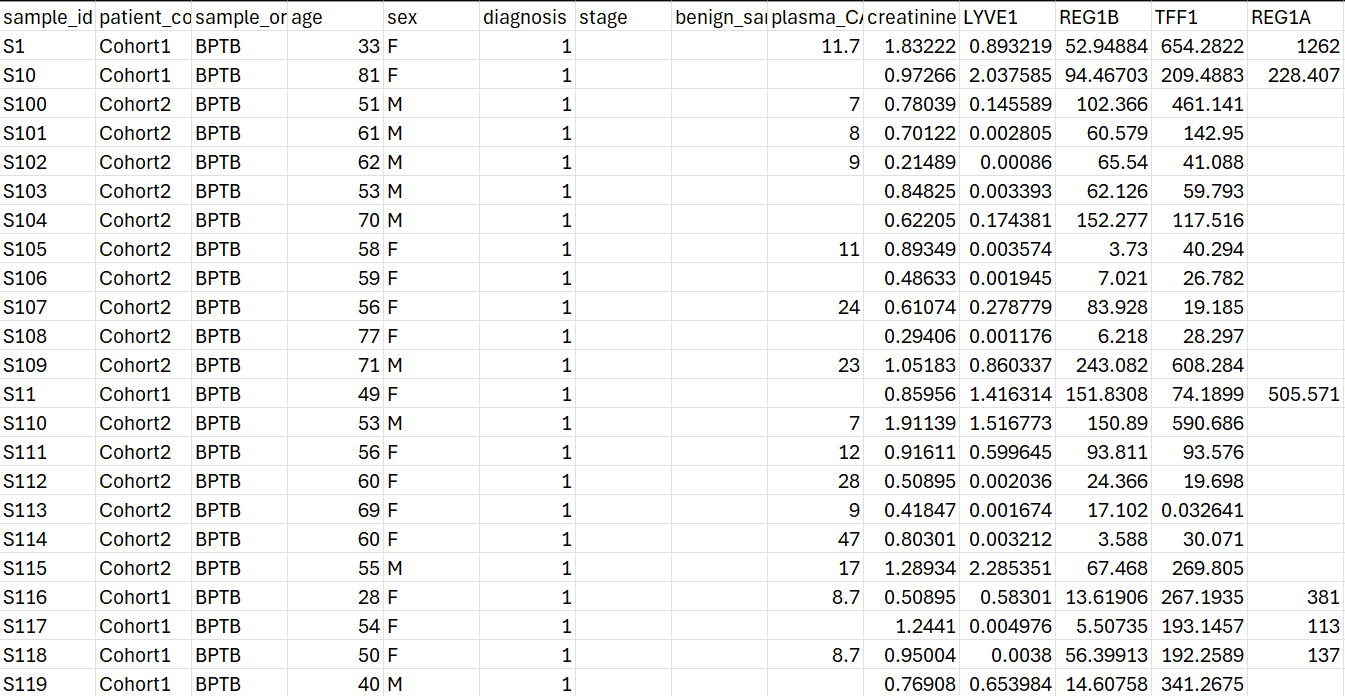 sample_id patient_co sample_or age sex diagnosis stage benign_sar plasma_CA creatinine LYVE1 REG1B TFF1 REG1A
S1 Cohort1 BPTB 33 F 1 11.7 1.83222 0.893219 52.94884 654.2822 1262
S10 Cohort1 BPTB 81 F 1 0.97266 2.037585 94.46703 209.4883 228.407
S100 Cohort2 BPTB 51 M 1 7 0.78039 0.145589 102.366 461.141
S101 Cohort2 BPTB 61 M 1 8 0.70122 0.002805 60.579 142.95
S102 Cohort2 BPTB 62 M 1 9 0.21489 0.00086 65.54 41.088
S103 Cohort2 BPTB 53 M 1 0.84825 0.003393 62.126 59.793
S104 Cohort2 BPTB 70 M 1 0.62205 0.174381 152.277 117.516
S105 Cohort2 BPTB 58 F 1 11 0.89349 0.003574 3.73 40.294
S106 Cohort2 BPTB 59 F 1 0.48633 0.001945 7.021 26.782
S107 Cohort2 BPTB 56 F 1 24 0.61074 0.278779 83.928 19.185
S108 Cohort2 BPTB 77 F 1 0.29406 0.001176 6.218 28.297
S109 Cohort2 BPTB 71 M 1 23 1.05183 0.860337 243.082 608.284
S11 Cohort1 BPTB 49 F 1 0.85956 1.416314 151.8308 74.1899 505.571
S110 Cohort2 BPTB 53 M 1 7 1.91139 1.516773 150.89 590.686
S111 Cohort2 BPTB 56 F 1 12 0.91611 0.599645 93.811 93.576
S112 Cohort2 BPTB 60 F 1 28 0.50895 0.002036 24.366 19.698
S113 Cohort2 BPTB 69 F 1 9 0.41847 0.001674 17.102 0.032641
S114 Cohort2 BPTB 60 F 1 47 0.80301 0.003212 3.588 30.071
S115 Cohort2 BPTB 55 M 1 17 1.28934 2.285351 67.468 269.805
S116 Cohort1 BPTB 28 F 1 8.7 0.50895 0.58301 13.61906 267.1935 381
S117 Cohort1 BPTB 54 F 1 1.2441 0.004976 5.50735 193.1457 113
S118 Cohort1 BPTB 50 F 1 8.7 0.95004 0.0038 56.39913 192.2589 137
S119 Cohort1 BPTB 40 M 1 0.76908 0.653984 14.60758 341.2675